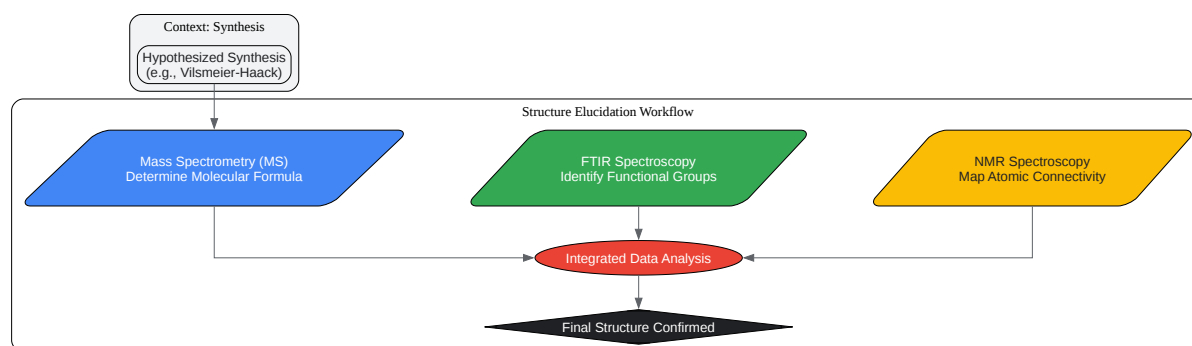 Context: Synthesis
Hypothesized Synthesis
(e.g., Vilsmeier-Haack)
Structure Elucidation Workflow
Mass Spectrometry (MS)
Determine Molecular Formula
FTIR Spectroscopy
Identify Functional Groups
NMR Spectroscopy
Map Atomic Connectivity
Integrated Data Analysis
Final Structure Confirmed